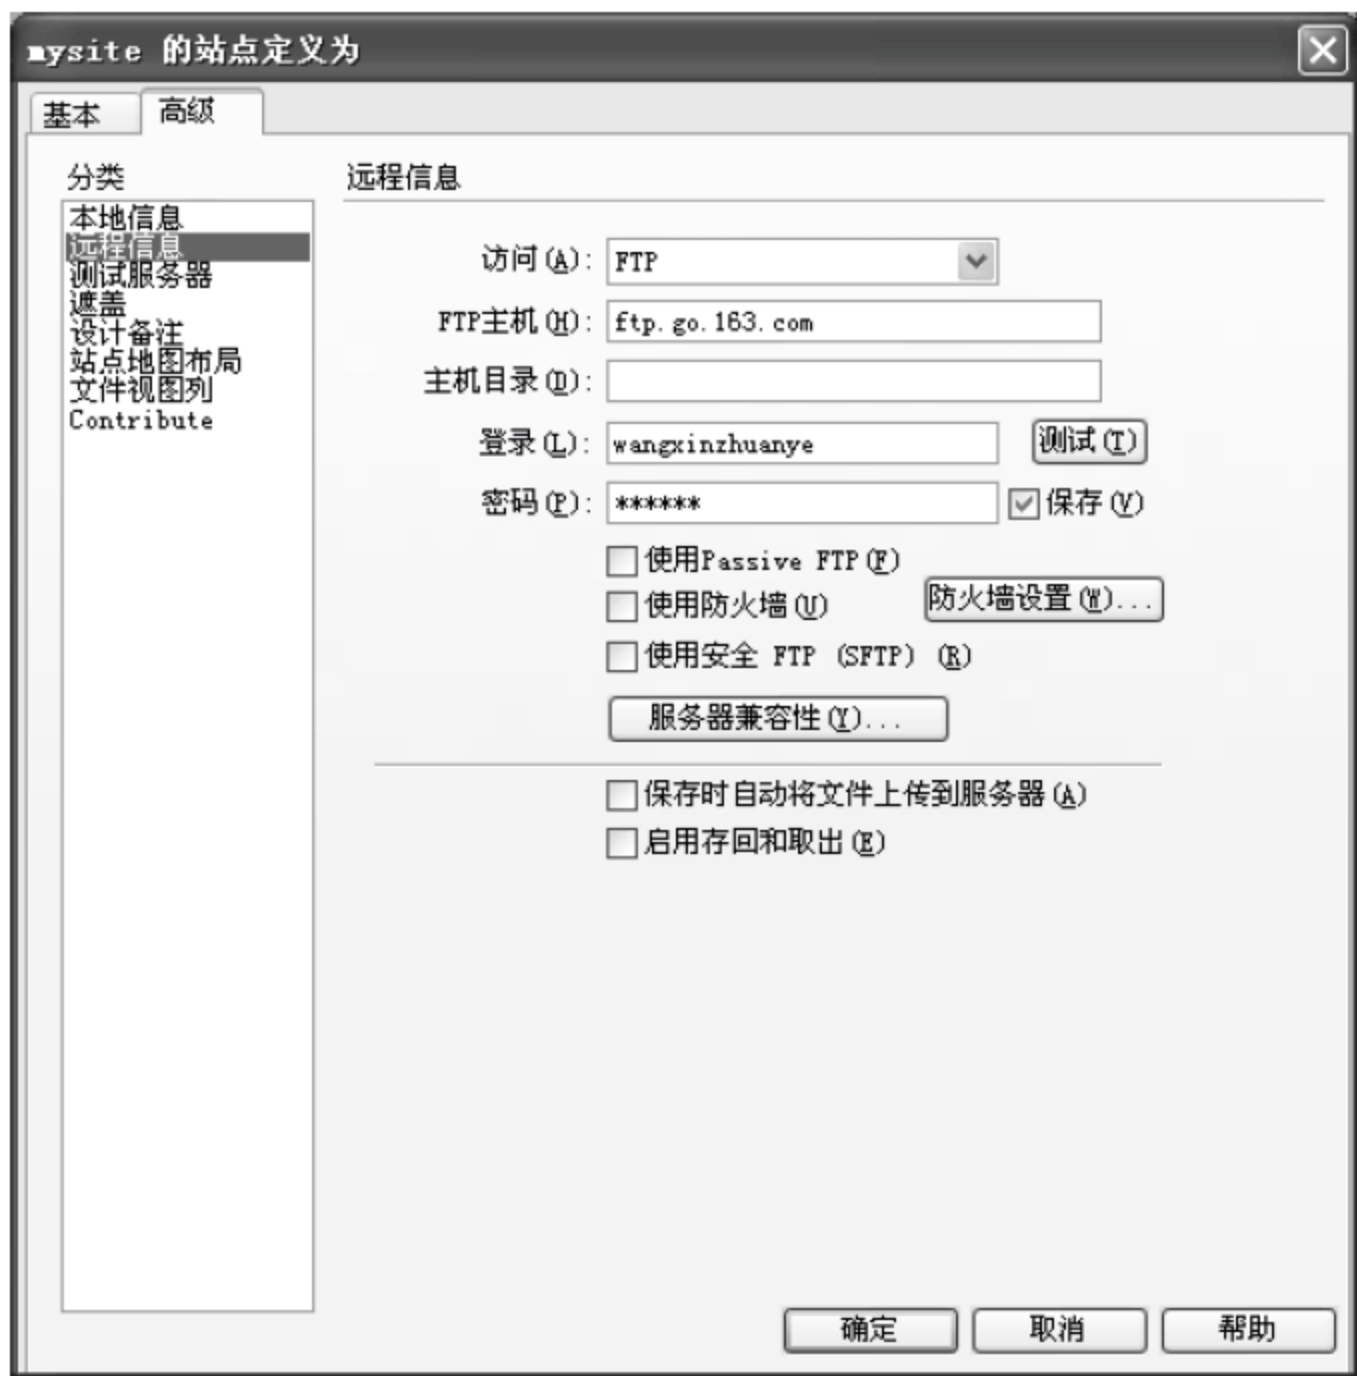 mysite 的站点定义为
基本
高级
分类
本地信息
远程信息
测试服务器
遮盖
设计备注
站点地图布局
文件视图列
Contribute
远程信息
访问(A): FTP
FTP主机(H): ftp.go.163.com
主机目录(D):
登录(L): wangxinzhuanye 测试(T)
密码(P): ****** 保存(V)
使用Passive FTP(F)
使用防火墙(U) 防火墙设置(W)...
使用安全 FTP (SFTP) (R)
服务器兼容性(Y)...
保存时自动将文件上传到服务器(A)
启用存回和取出(E)
确定 取消 帮助